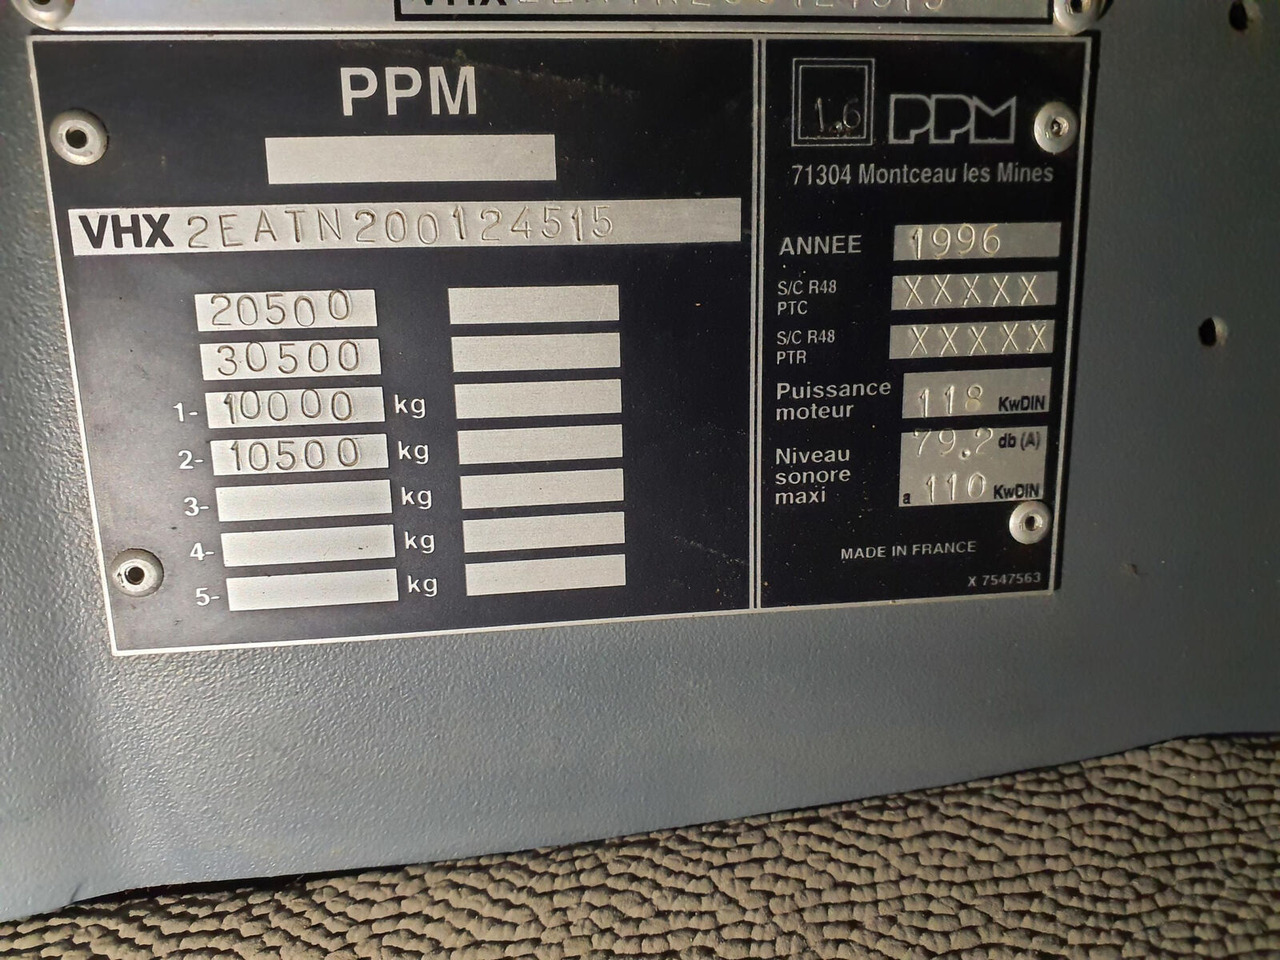 PPM
VHX 2EATN200124515
20500
30500
1- 10000 kg
2- 10500 kg
3- kg
4- kg
5- kg
1.6 PPM
71304 Montceau les Mines
ANNEE 1996
S/C R48 PTC XXXXX
S/C R48 PTR XXXXX
Puissance moteur 118 KwDIN
Niveau sonore maxi 79.2 db (A)
a 110 KwDIN
MADE IN FRANCE
X 7547563